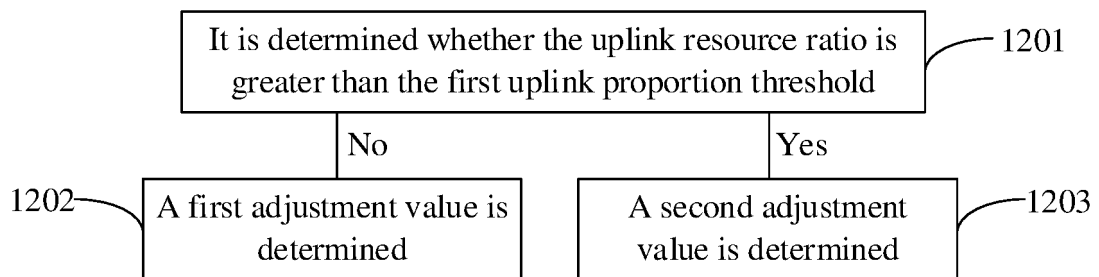 It is determined whether the uplink resource ratio is
greater than the first uplink proportion threshold
1201
No
Yes
1202
A first adjustment value is
determined
A second adjustment
value is determined
1203